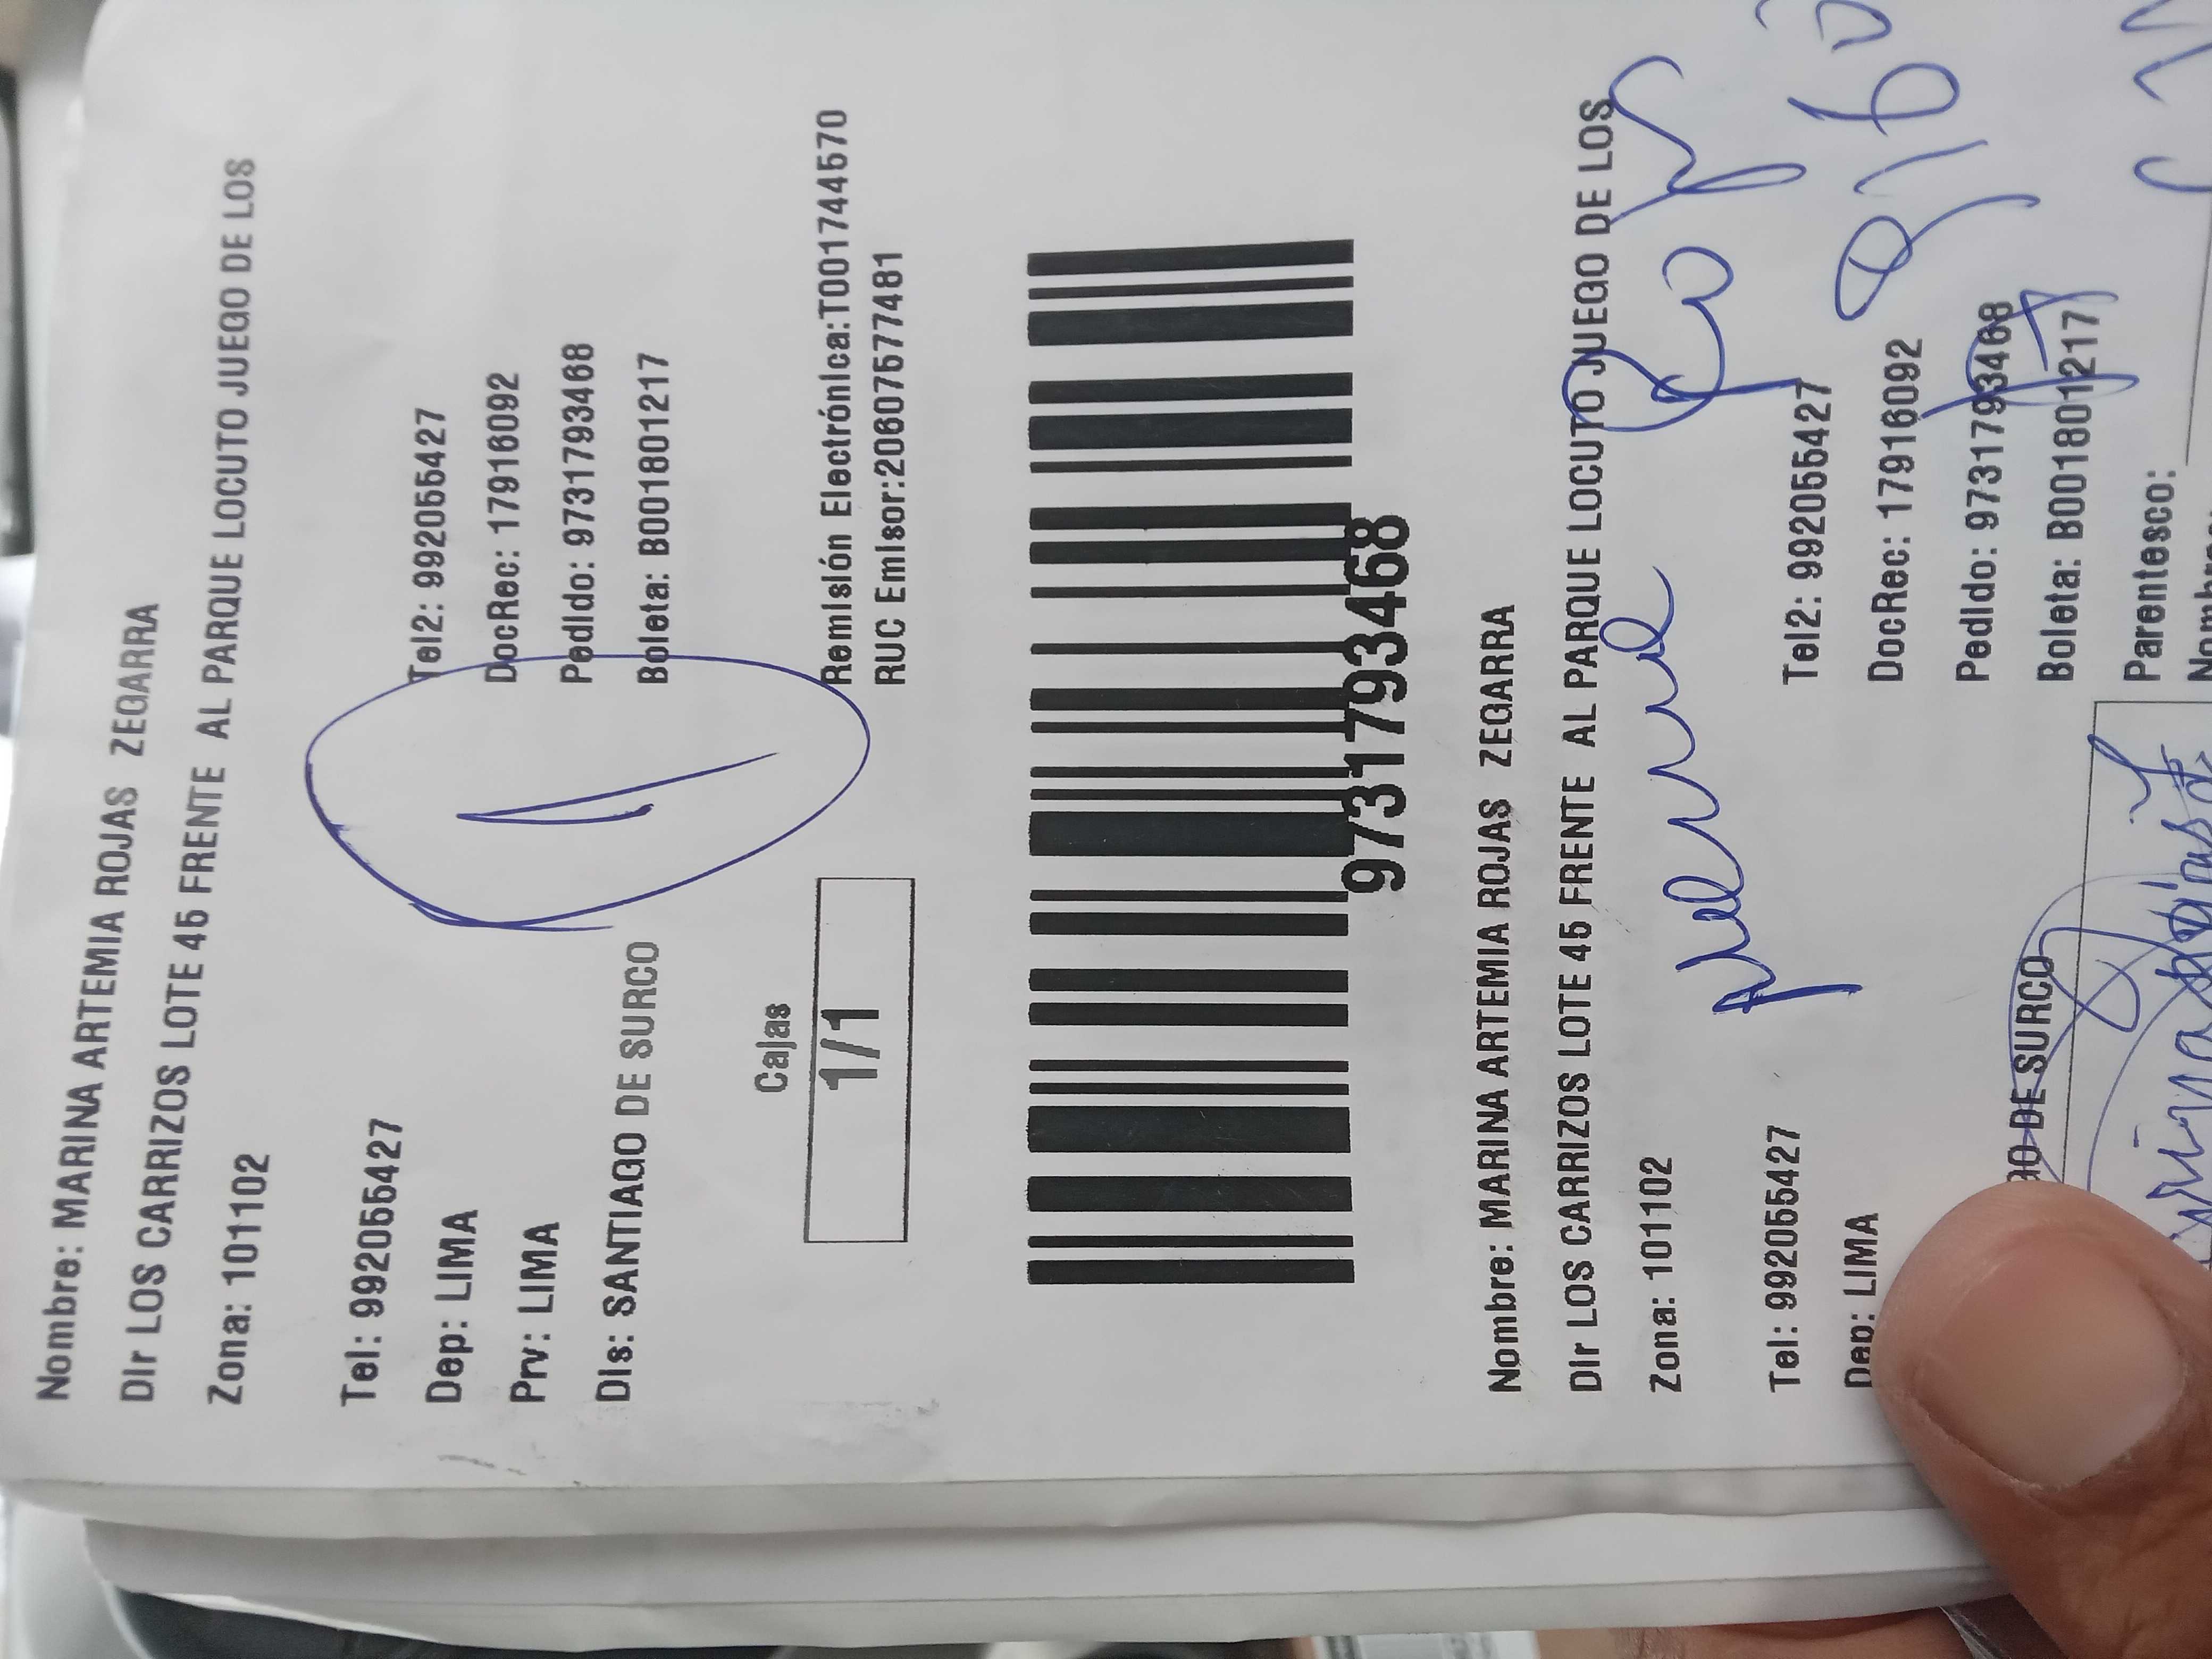 Nombre: MARINA ARTEMIA ROJAS ZEGARRA
Dir LOS CARRIZOS LOTE 45 FRENTE AL PARQUE LOCUTO JUEGO DE LOS
Zona: 101102
Tel: 992055427 Tel2: 992055427
Dep: LIMA DocRec: 17916092
Prv: LIMA Pedido: 9731793468
Dis: SANTIAGO DE SURCO Boleta: B001801217
1
Cajas
1/1
Remisión Electrónica:T001744570
RUC Emisor:20607577481
9731793468
Nombre: MARINA ARTEMIA ROJAS ZEGARRA
Dir LOS CARRIZOS LOTE 45 FRENTE AL PARQUE LOCUTO JUEGO DE LOS
Zona: 101102
Tel: 992055427 Tel2: 992055427
Dep: LIMA DocRec: 17916092
Pedido: 9731793468
DE SURCO Boleta: B001801217
Parentesco: